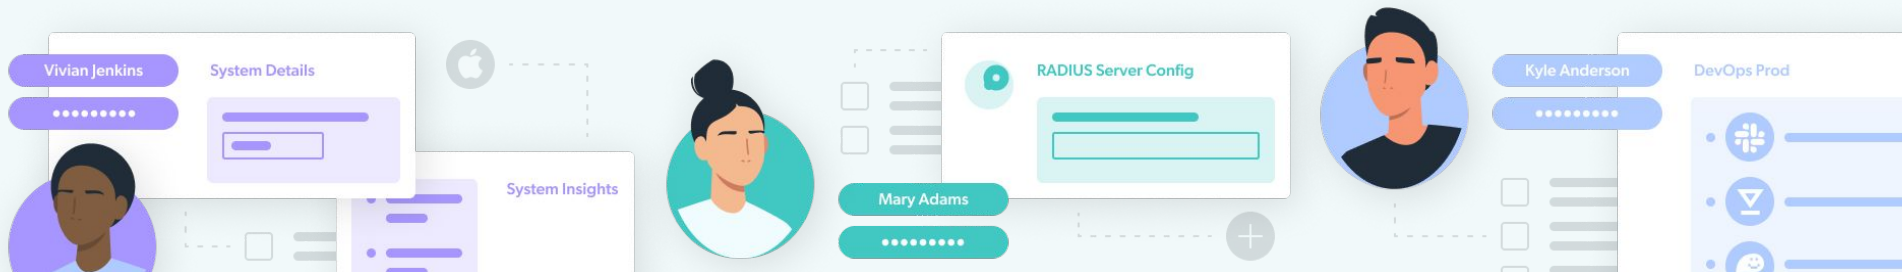 Vivian Jenkins
System Details
System Insights
Mary Adams
RADIUS Server Config
Kyle Anderson
DevOps Prod